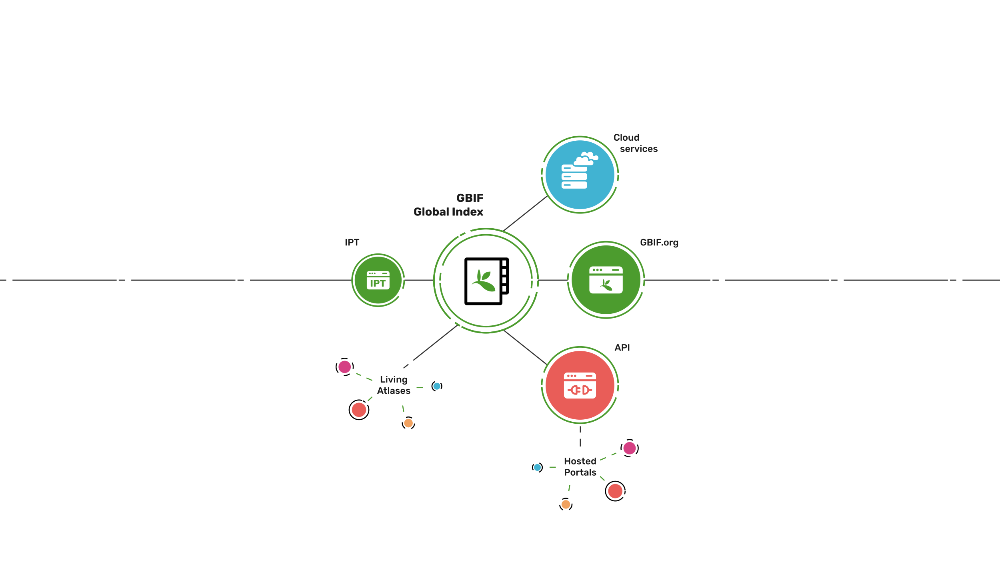 Cloud
services
GBIF
Global Index
IPT
GBIF.org
IPT
API
Living
Atlases
Hosted
Portals